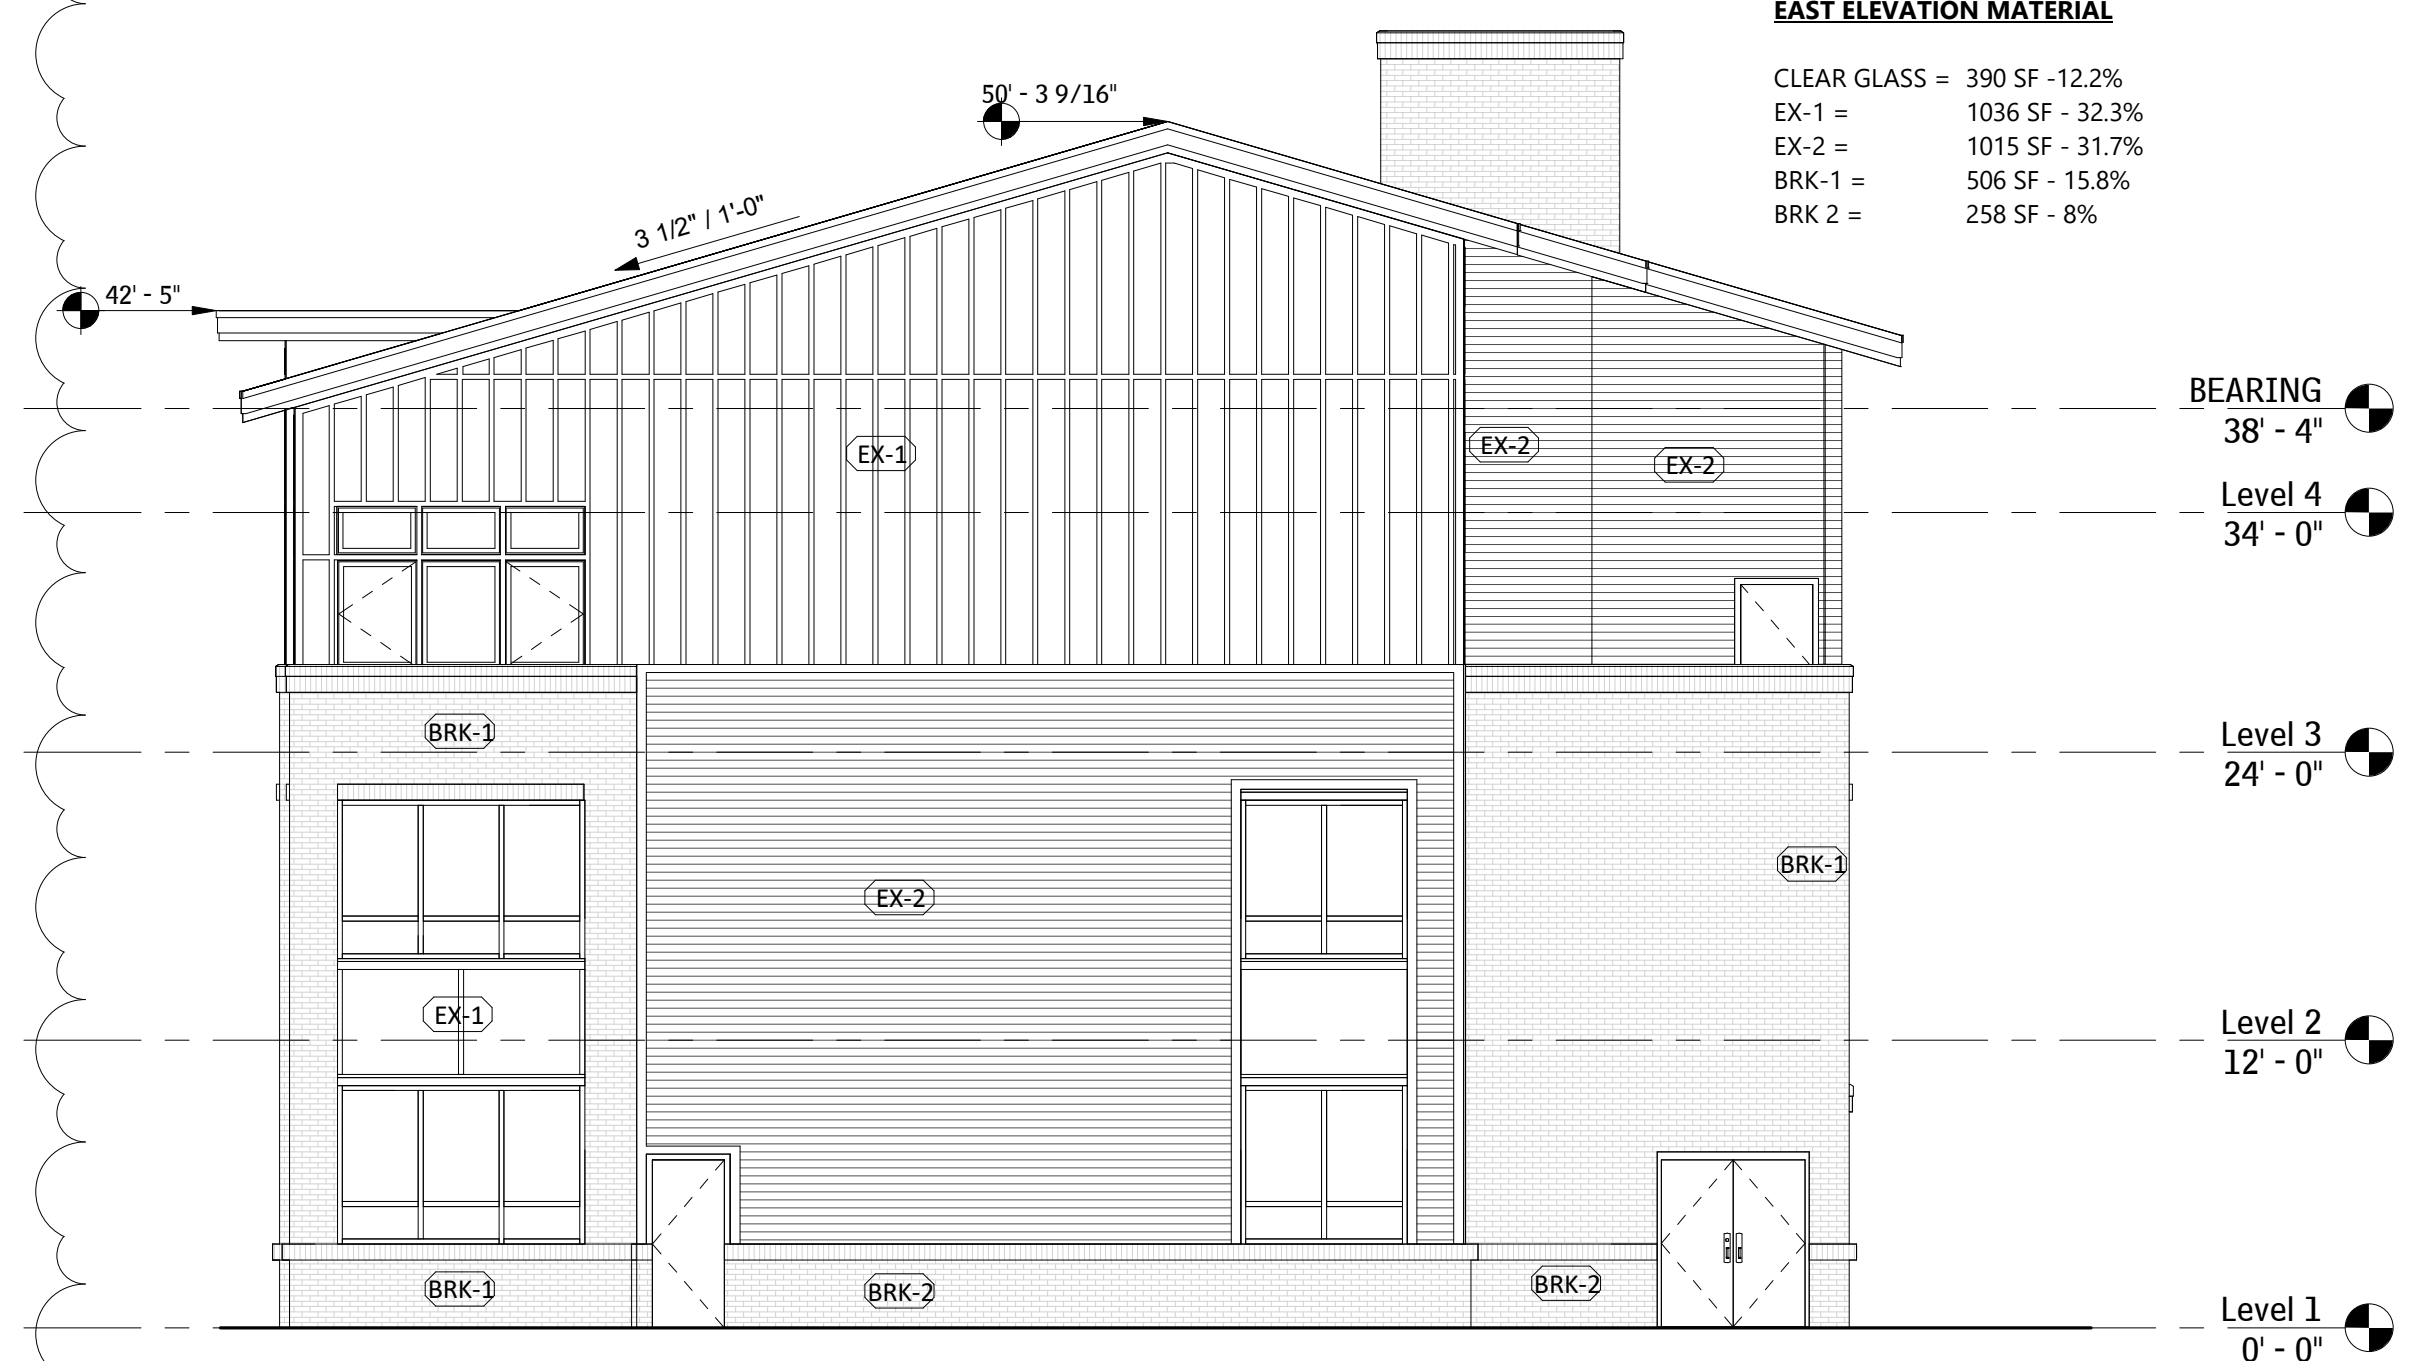 EAST ELEVATION MATERIAL
CLEAR GLASS = 390 SF -12.2%
EX-1 = 1036 SF - 32.3%
EX-2 = 1015 SF - 31.7%
BRK-1 = 506 SF - 15.8%
BRK 2 = 258 SF - 8%
50' - 3 9/16"
3 1/2" / 1'-0"
42' - 5"
BEARING
38' - 4"
EX-1
EX-2
EX-2
Level 4
34' - 0"
BRK-1
Level 3
24' - 0"
BRK-1
EX-2
EX-1
Level 2
12' - 0"
BRK-1
BRK-2
BRK-2
Level 1
0' - 0"